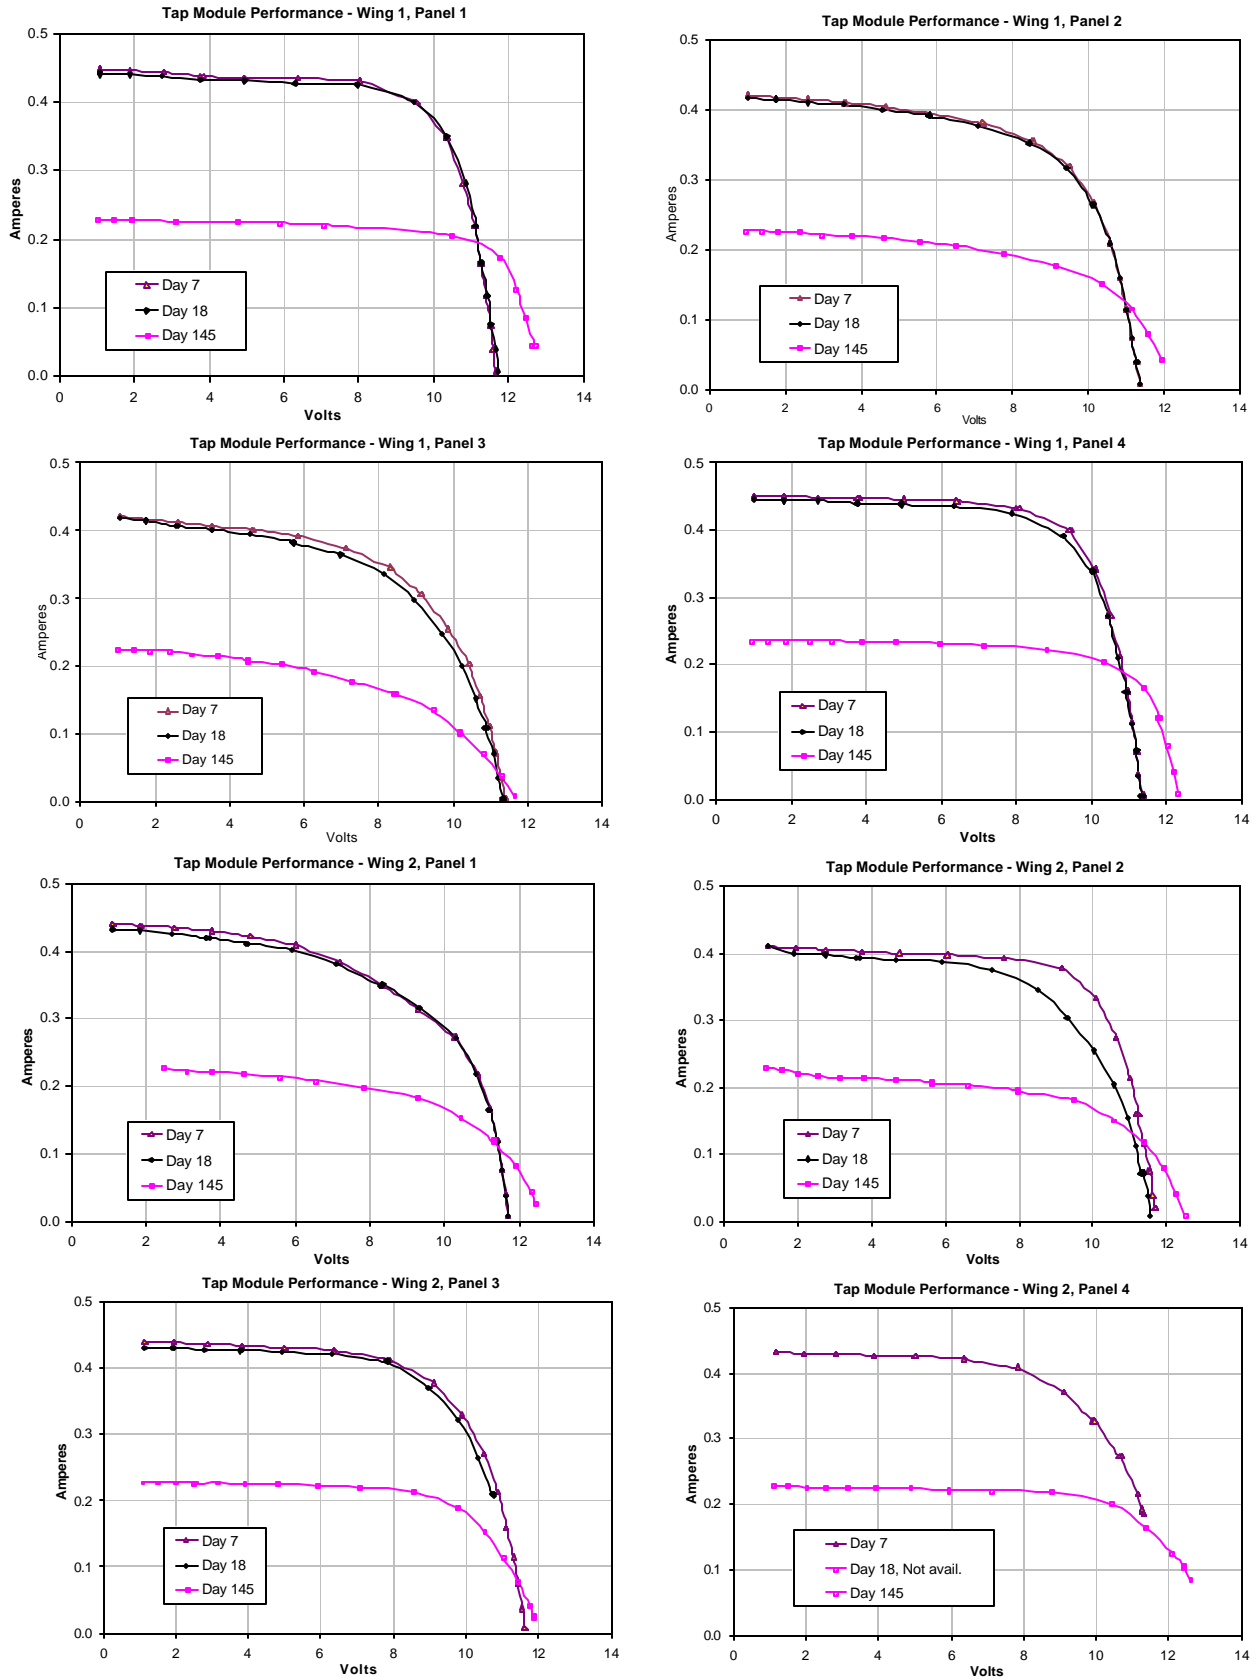 Tap Module Performance - Wing 1, Panel 1
0.5
0.4
0.3
0.2
0.1
0.0
Amperes
Day 7
Day 18
Day 145
0 2 4 6 8 10 12 14
Volts
Tap Module Performance - Wing 1, Panel 2
0.5
0.4
0.3
0.2
0.1
0.0
Amperes
Day 7
Day 18
Day 145
0 2 4 6 8 10 12 14
Volts
Tap Module Performance - Wing 1, Panel 3
0.5
0.4
0.3
0.2
0.1
0.0
Amperes
Day 7
Day 18
Day 145
0 2 4 6 8 10 12 14
Volts
Tap Module Performance - Wing 1, Panel 4
0.5
0.4
0.3
0.2
0.1
0.0
Amperes
Day 7
Day 18
Day 145
0 2 4 6 8 10 12 14
Volts
Tap Module Performance - Wing 2, Panel 1
0.5
0.4
0.3
0.2
0.1
0.0
Amperes
Day 7
Day 18
Day 145
0 2 4 6 8 10 12 14
Volts
Tap Module Performance - Wing 2, Panel 2
0.5
0.4
0.3
0.2
0.1
0.0
Amperes
Day 7
Day 18
Day 145
0 2 4 6 8 10 12 14
Volts
Tap Module Performance - Wing 2, Panel 3
0.5
0.4
0.3
0.2
0.1
0.0
Amperes
Day 7
Day 18
Day 145
0 2 4 6 8 10 12 14
Volts
Tap Module Performance - Wing 2, Panel 4
0.5
0.4
0.3
0.2
0.1
0.0
Amperes
Day 7
Day 18, Not avail.
Day 145
0 2 4 6 8 10 12 14
Volts